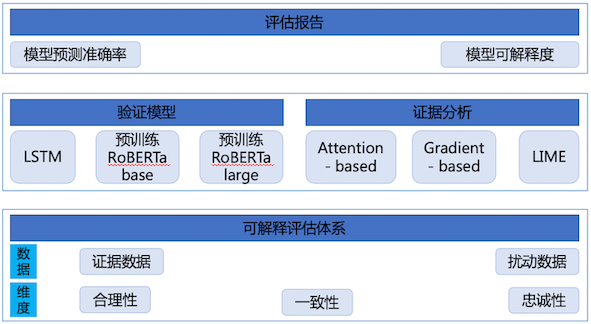 评估报告
模型预测准确率
模型可解释度
验证模型
证据分析
LSTM
预训练
RoBERTa
base
预训练
RoBERTa
large
Attention
- based
Gradient
- based
LIME
可解释评估体系
数
据
证据数据
扰动数据
维
度
合理性
一致性
忠诚性